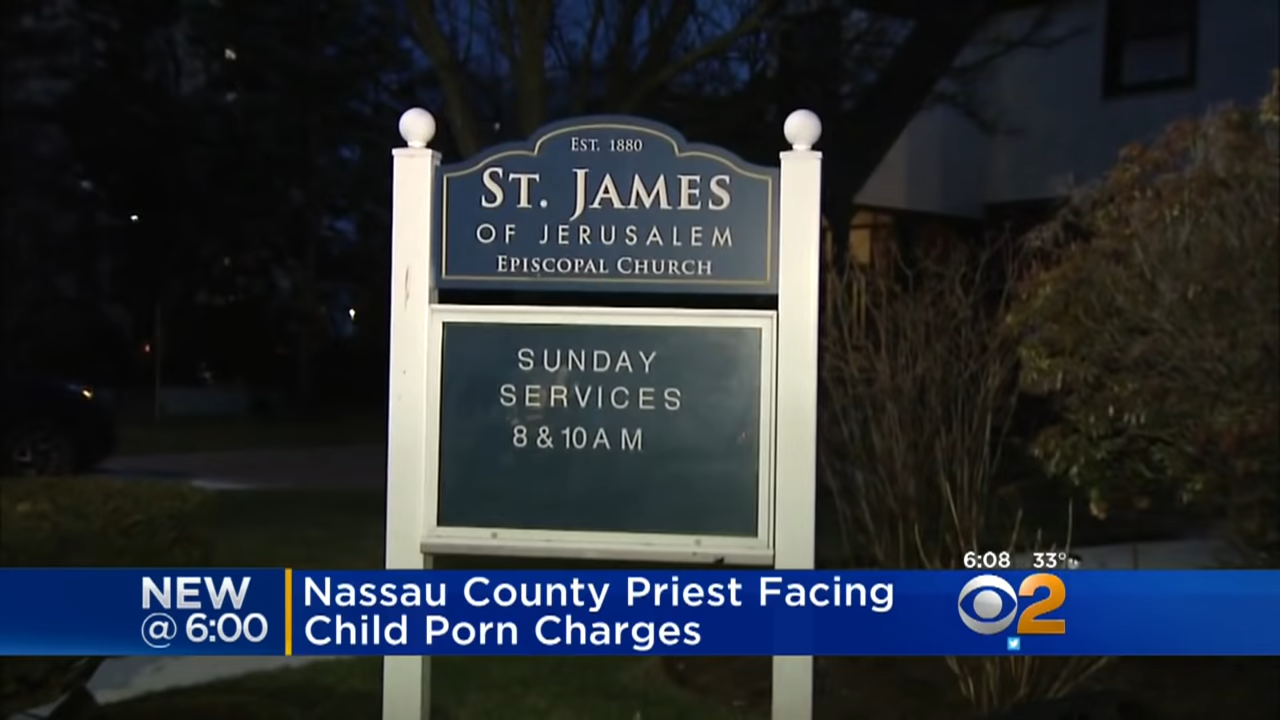 EST. 1880
ST. JAMES
OF JERUSALEM
EPISCOPAL CHURCH
SUNDAY
SERVICES
8 & 10 A M
6:08 33°
NEW
@ 6:00
Nassau County Priest Facing
Child Porn Charges
2